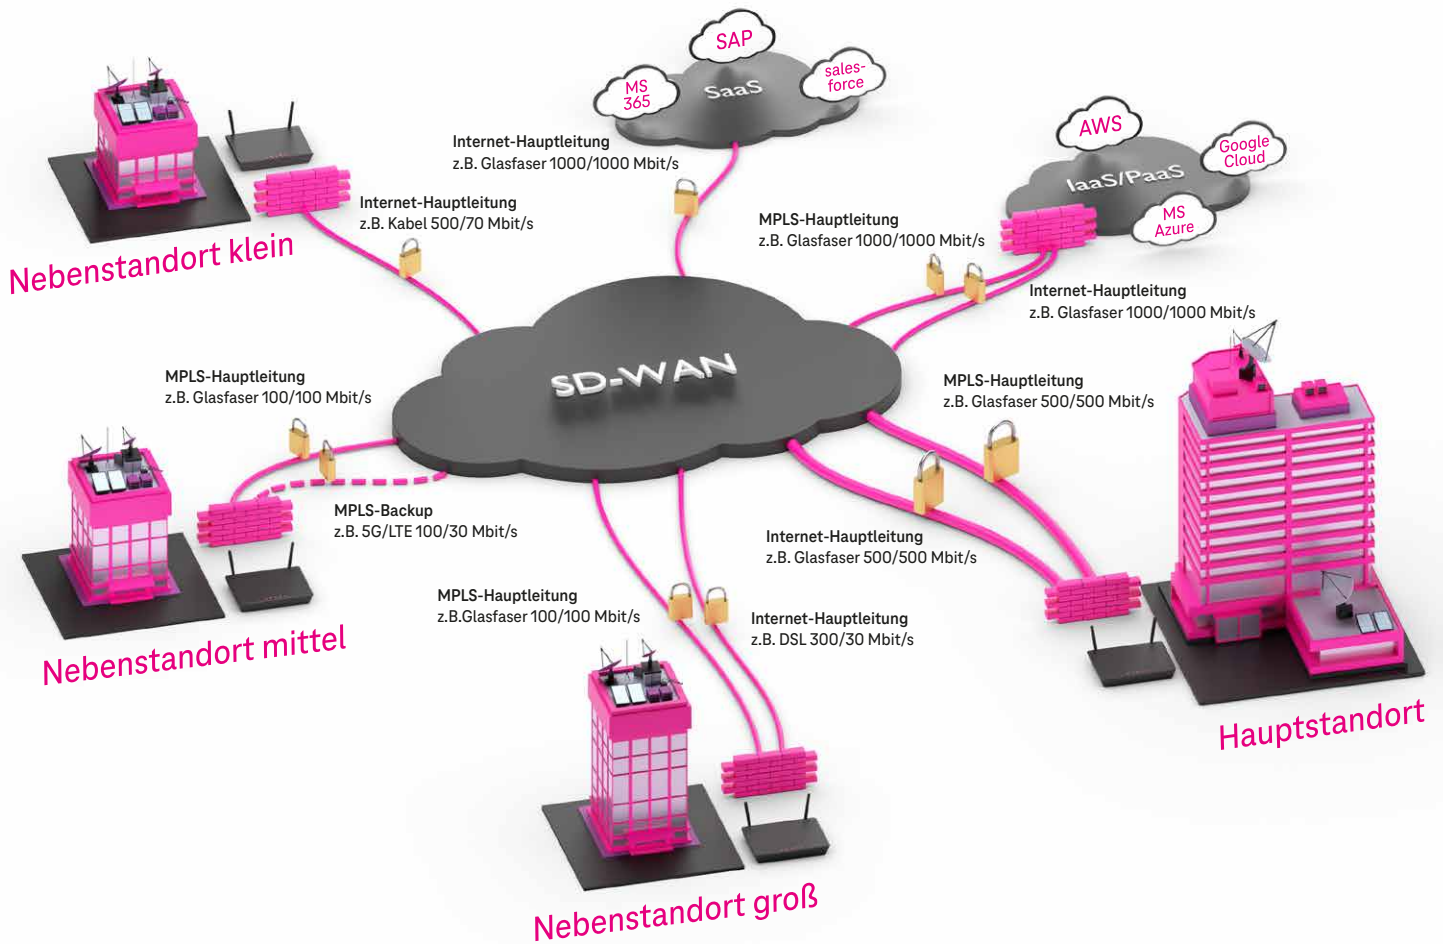 SAP
MS
365
SaaS
sales-
force
AWS
Google
Cloud
IaaS/PaaS
MS
Azure
Internet-Hauptleitung
z.B. Glasfaser 1000/1000 Mbit/s
Internet-Hauptleitung
z.B. Kabel 500/70 Mbit/s
MPLS-Hauptleitung
z.B. Glasfaser 1000/1000 Mbit/s
Nebenstandort klein
Internet-Hauptleitung
z.B. Glasfaser 1000/1000 Mbit/s
SD-WAN
MPLS-Hauptleitung
z.B. Glasfaser 100/100 Mbit/s
MPLS-Hauptleitung
z.B. Glasfaser 500/500 Mbit/s
MPLS-Backup
z.B. 5G/LTE 100/30 Mbit/s
Internet-Hauptleitung
z.B. Glasfaser 500/500 Mbit/s
MPLS-Hauptleitung
z.B.Glasfaser 100/100 Mbit/s
Internet-Hauptleitung
z.B. DSL 300/30 Mbit/s
Nebenstandort mittel
Hauptstandort
Nebenstandort groß